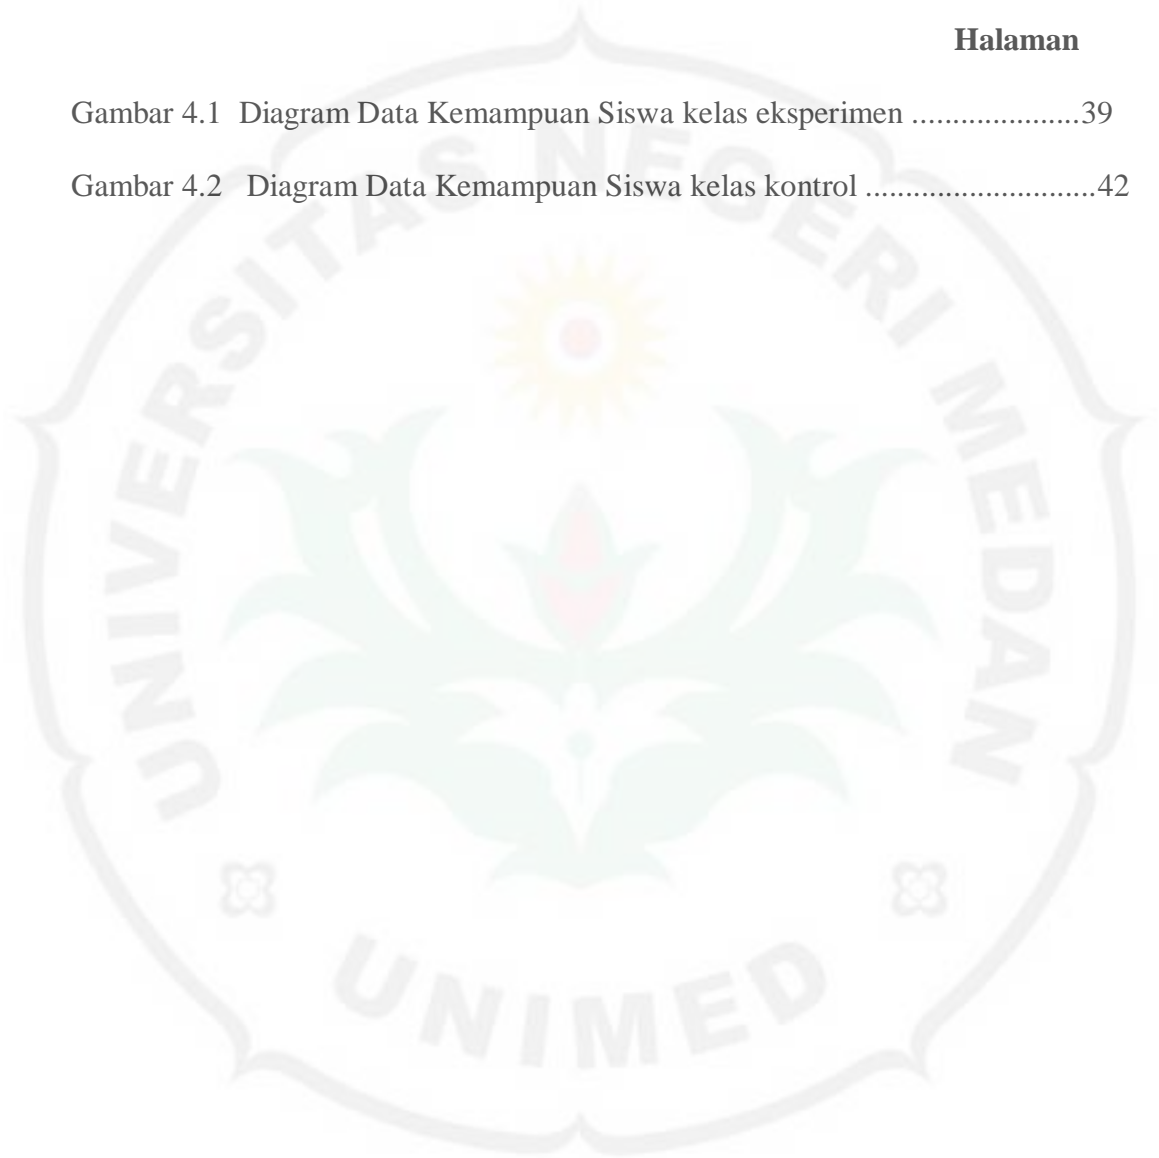 Halaman
Gambar 4.1 Diagram Data Kemampuan Siswa kelas eksperimen ........................39
Gambar 4.2 Diagram Data Kemampuan Siswa kelas kontrol ............................42
UNIVERSITAS NEGERI MEDAN
UNIMED